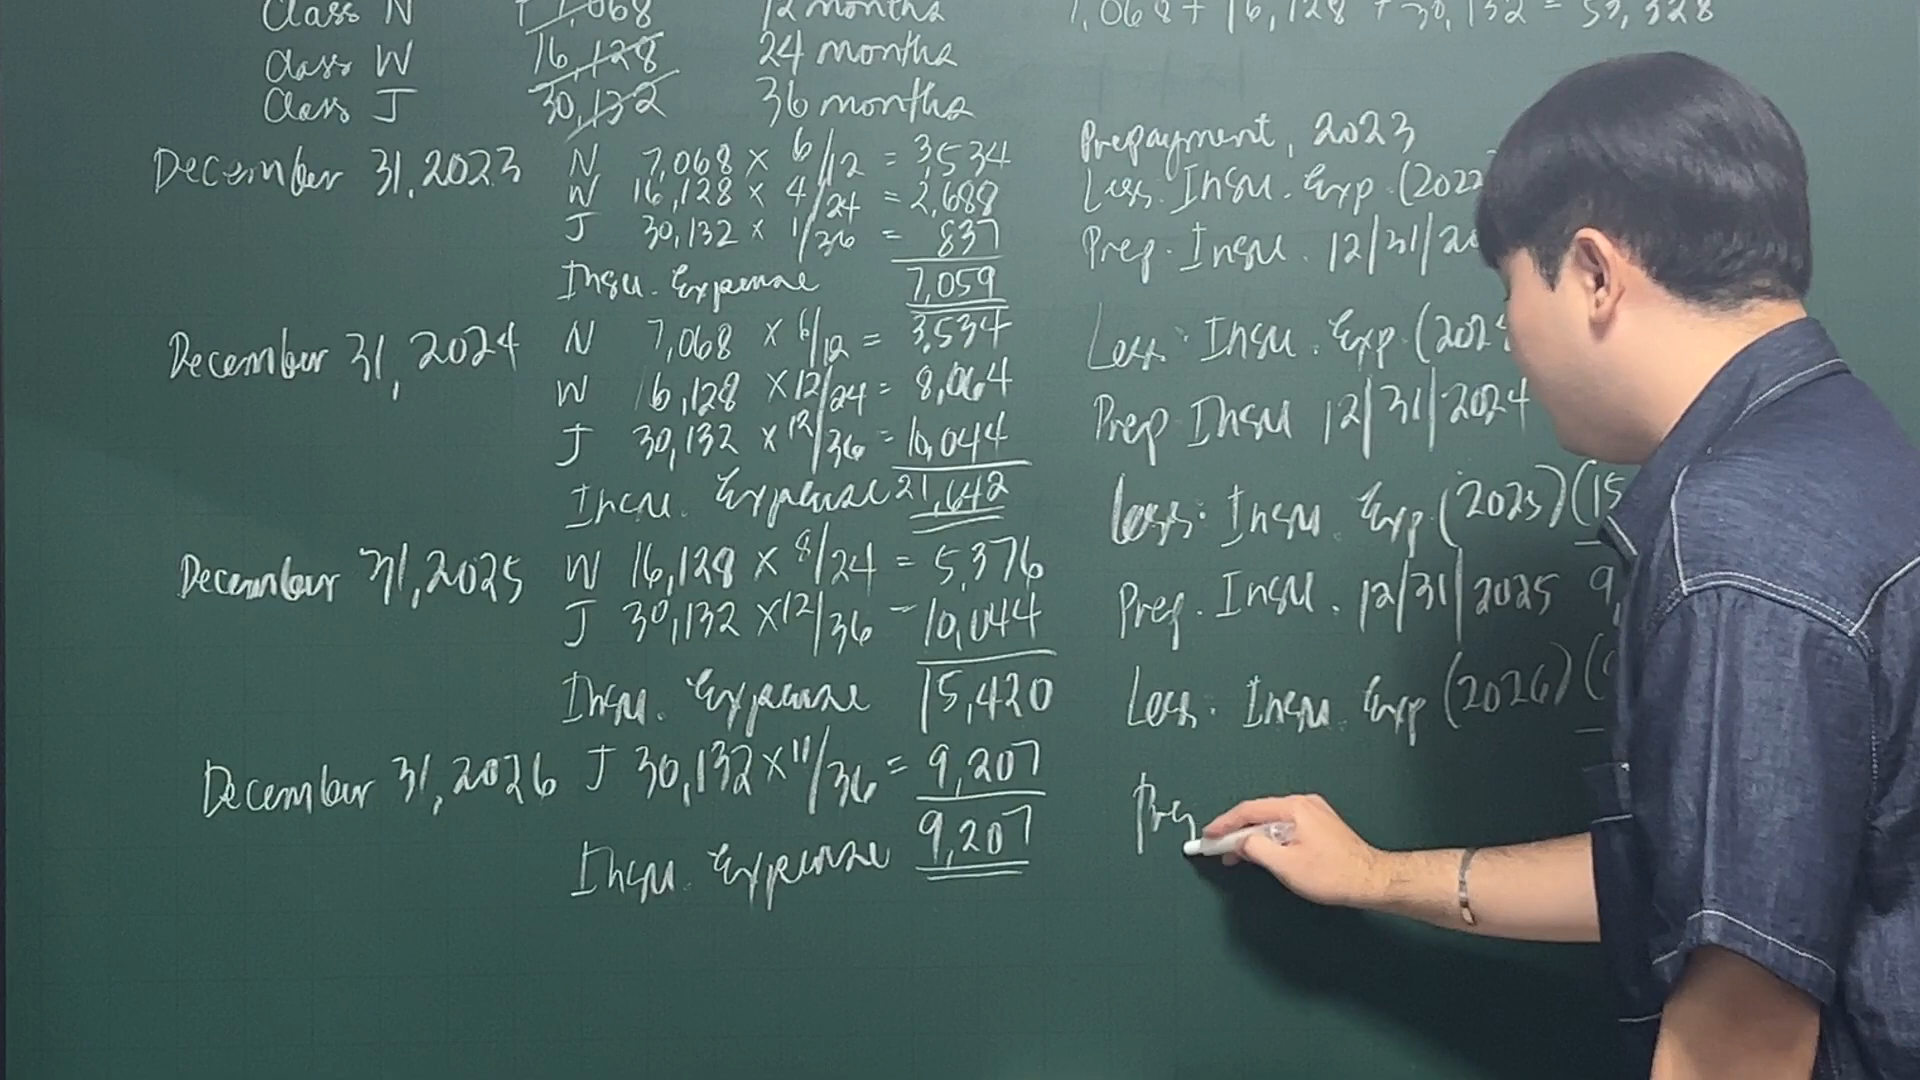 Class N ₱7,068 12 months
Class W 16,128 24 months
Class J 30,132 36 months
7,068 + 16,128 + 30,132 = 53,328
December 31, 2023 N 7,068 × 6/12 = 3,534
W 16,128 × 4/24 = 2,688
J 30,132 × 1/36 = 837
Insu. Expense 7,059
December 31, 2024 N 7,068 × 6/12 = 3,534
W 16,128 × 12/24 = 8,064
J 30,132 × 12/36 = 10,044
Insu. Expense 21,642
December 31, 2025 W 16,128 × 8/24 = 5,376
J 30,132 × 12/36 = 10,044
Insu. Expense 15,420
December 31, 2026 J 30,132 × 11/36 = 9,207
9,207
Insu. Expense
Prepayment, 2023
Less: Insu. Exp. (202
Prep. Insu. 12/31/20
Less: Insu. Exp. (202
Prep Insu 12/31/2024
Less: Insu. Exp. (2025) (15
Prep. Insu. 12/31/2025 9,
Less: Insu. Exp (2026) (
Prep